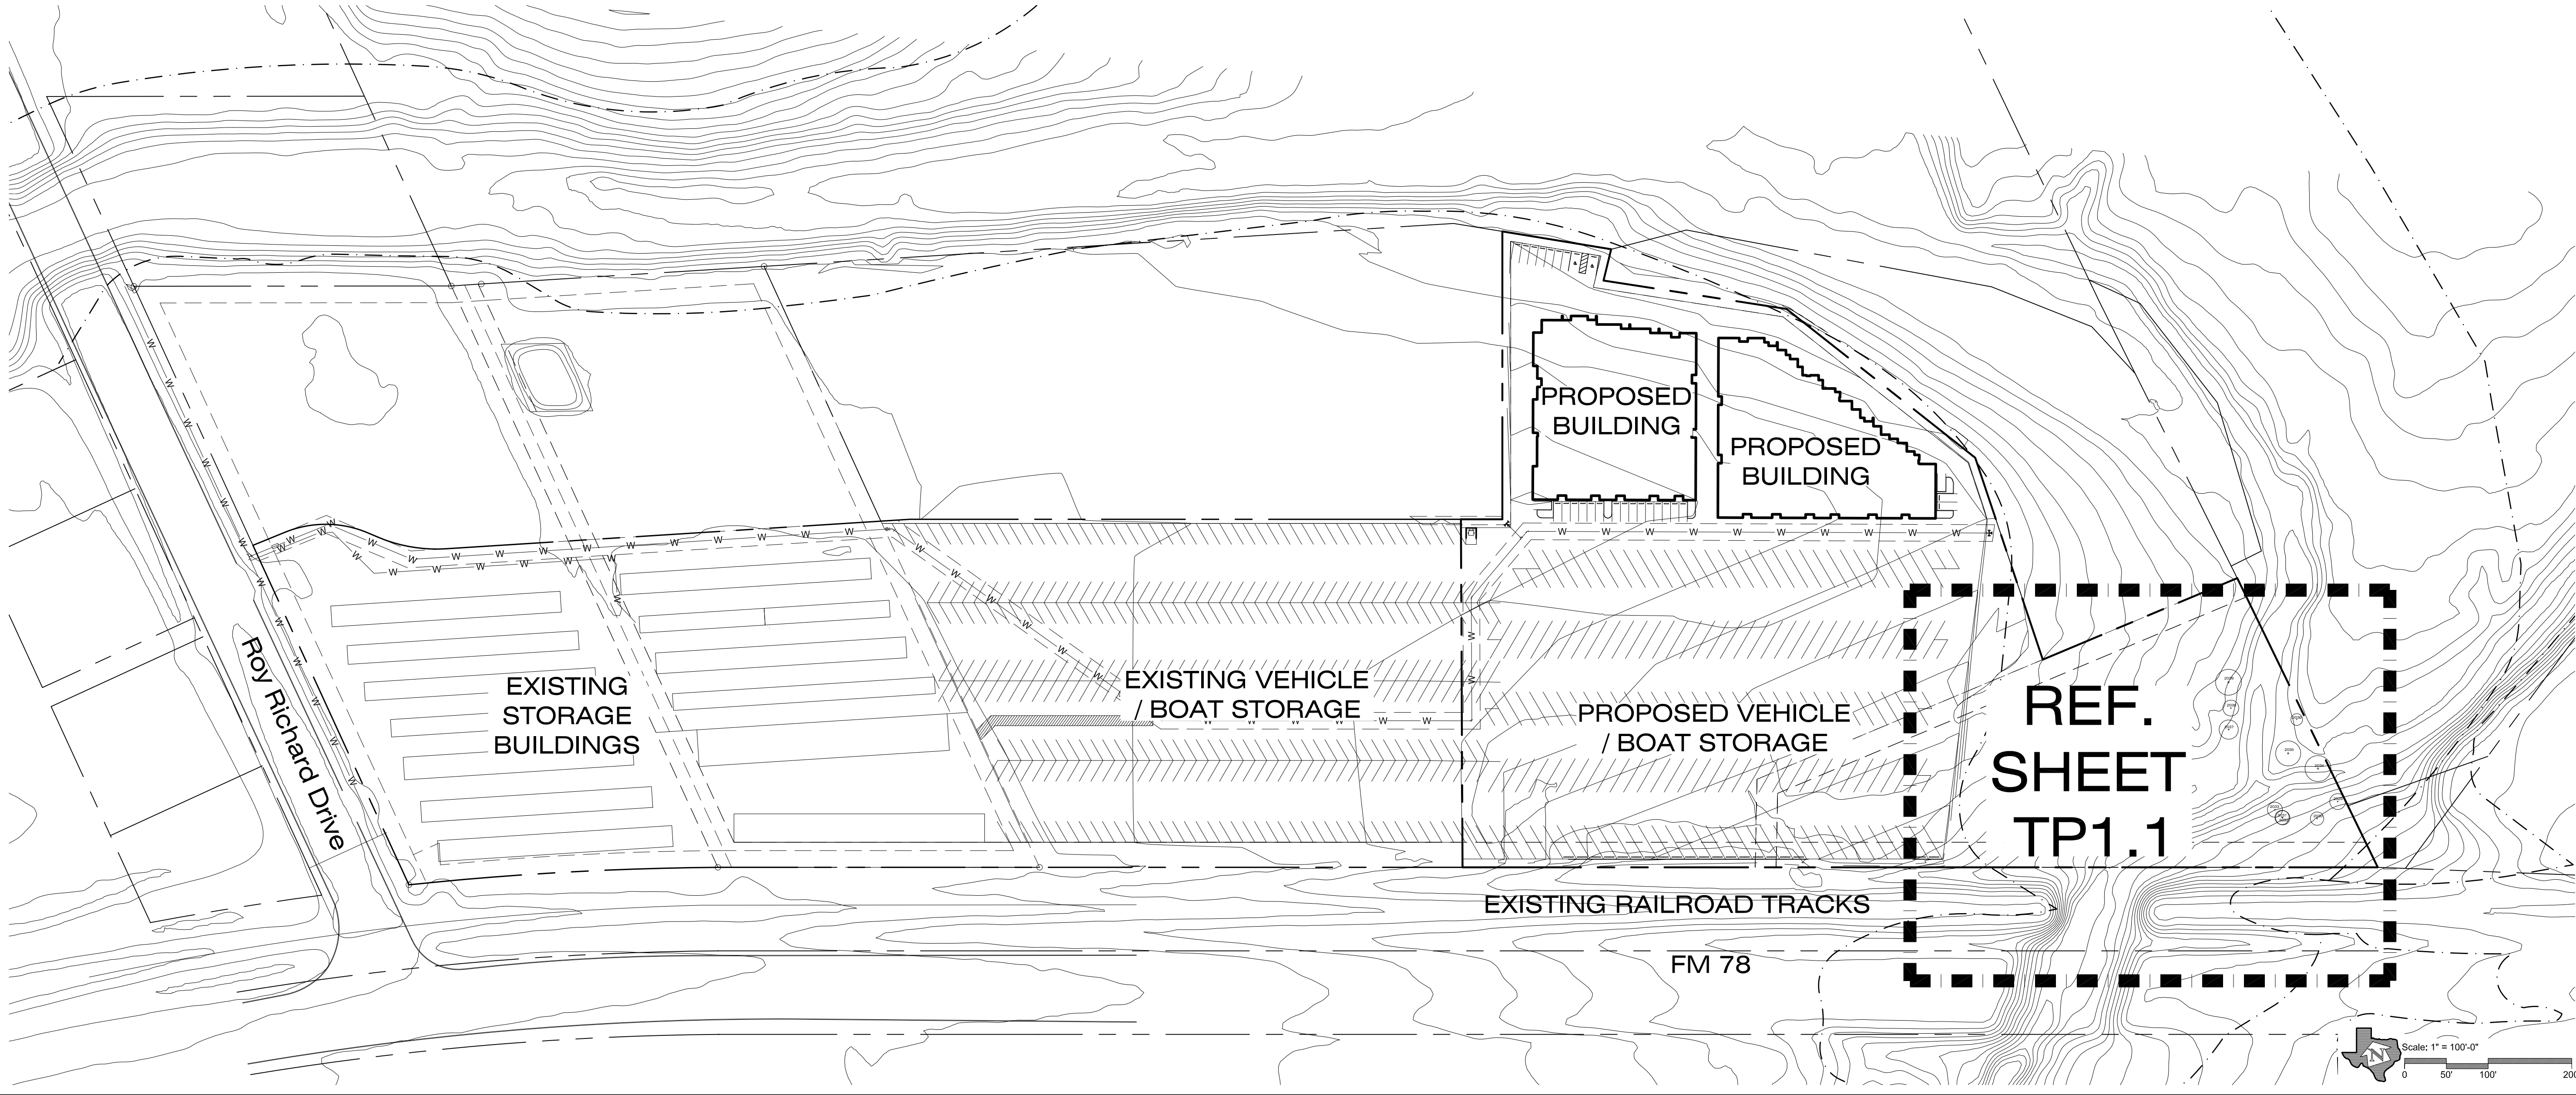 PROPOSED
BUILDING
PROPOSED
BUILDING
EXISTING
STORAGE
BUILDINGS
EXISTING VEHICLE
/ BOAT STORAGE
PROPOSED VEHICLE
/ BOAT STORAGE
REF.
SHEET
TP1.1
Roy Richard Drive
EXISTING RAILROAD TRACKS
FM 78
N
Scale: 1" = 100'-0"
0 50' 100'